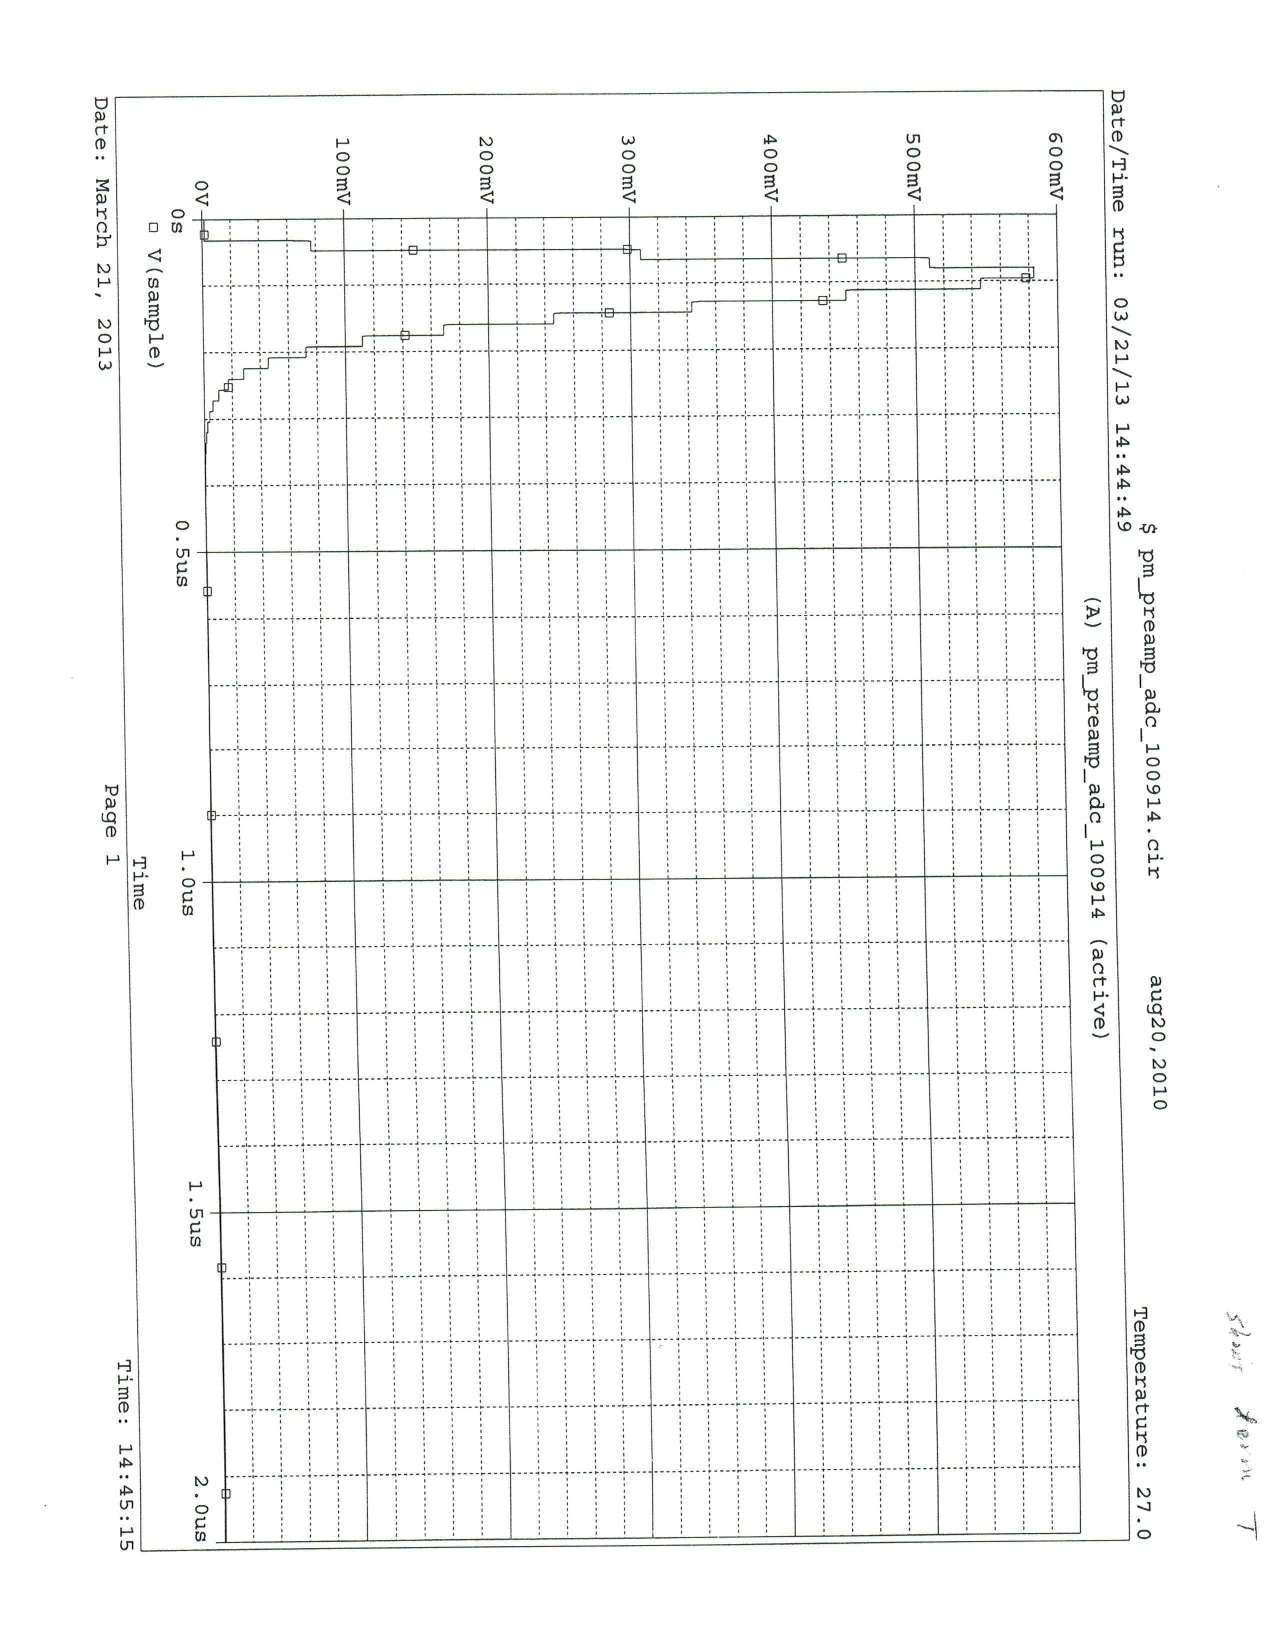 $ pm_preamp_adc_100914.cir aug20,2010
Date/Time run: 03/21/13 14:44:49 Temperature: 27.0
(A) pm_preamp_adc_100914 (active)
600mV
500mV
400mV
300mV
200mV
100mV
0V
0s 0.5us 1.0us 1.5us 2.0us
V(sample)
Time
Date: March 21, 2013 Page 1 Time: 14:45:15